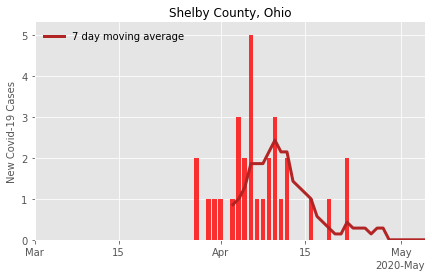 Shelby County, Ohio
7 day moving average
New Covid-19 Cases
5
4
3
2
1
0
Mar 15 Apr 15 May
2020-May